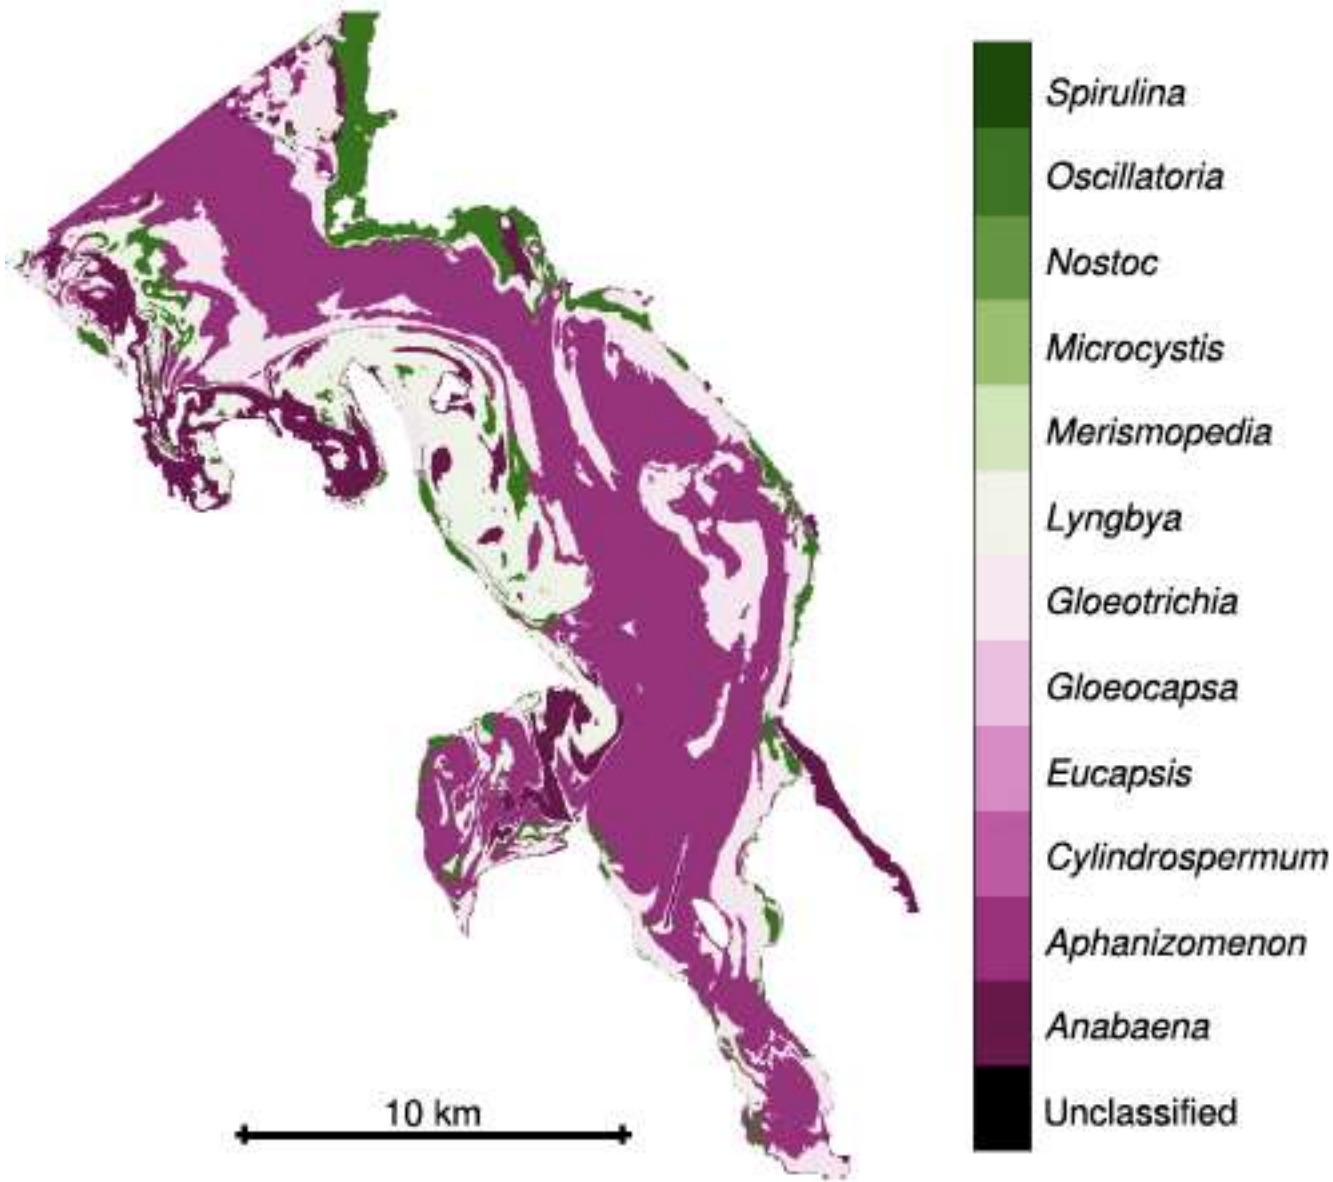 Spirulina
Oscillatoria
Nostoc
Microcystis
Merismopedia
Lyngbya
Gloeotrichia
Gloeocapsa
Eucapsis
Cylindrospermum
Aphanizomenon
Anabaena
Unclassified
10 km